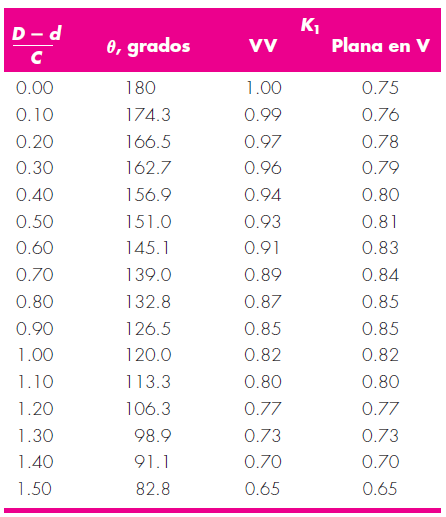 K₁
D – d
C
θ, grados VV Plana en V
0.00 180 1.00 0.75
0.10 174.3 0.99 0.76
0.20 166.5 0.97 0.78
0.30 162.7 0.96 0.79
0.40 156.9 0.94 0.80
0.50 151.0 0.93 0.81
0.60 145.1 0.91 0.83
0.70 139.0 0.89 0.84
0.80 132.8 0.87 0.85
0.90 126.5 0.85 0.85
1.00 120.0 0.82 0.82
1.10 113.3 0.80 0.80
1.20 106.3 0.77 0.77
1.30 98.9 0.73 0.73
1.40 91.1 0.70 0.70
1.50 82.8 0.65 0.65